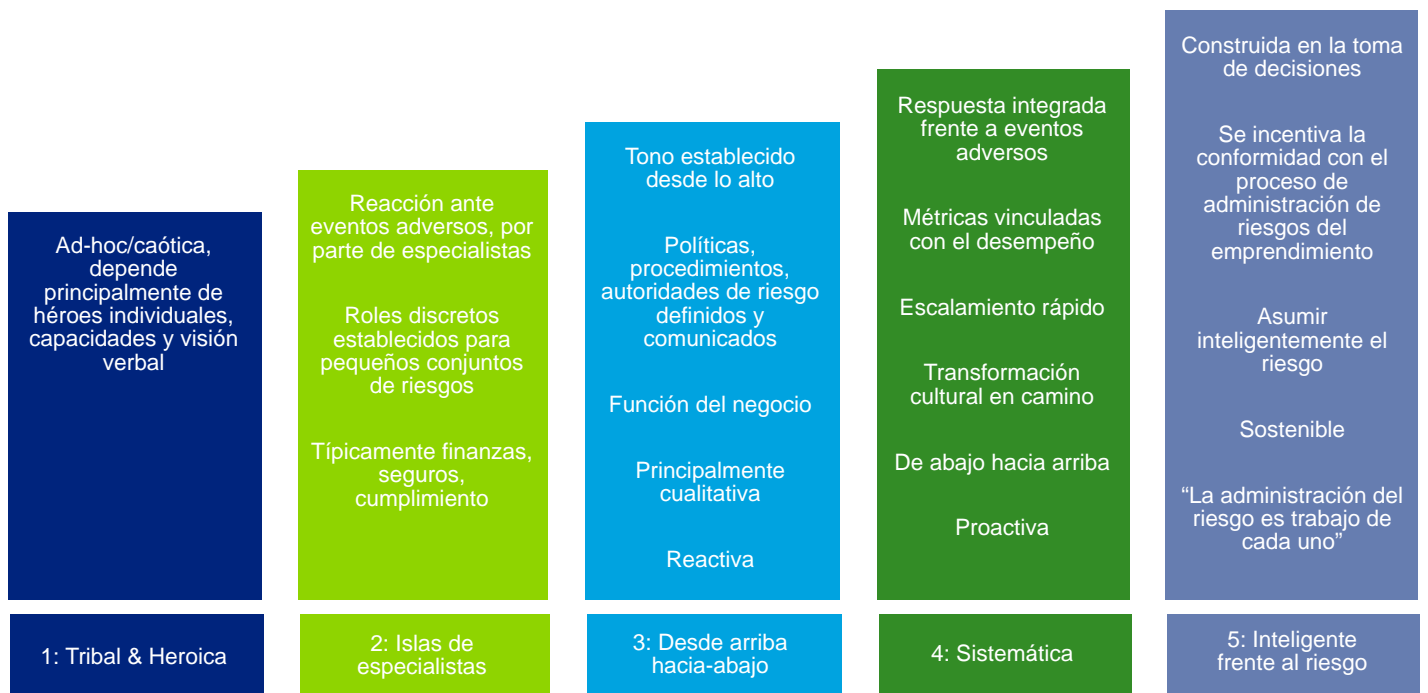 Ad-hoc/caótica,
depende
principalmente de
héroes individuales,
capacidades y visión
verbal
1: Tribal & Heroica
Reacción ante
eventos adversos, por
parte de especialistas
Roles discretos
establecidos para
pequeños conjuntos
de riesgos
Típicamente finanzas,
seguros,
cumplimiento
2: Islas de
especialistas
Tono establecido
desde lo alto
Políticas,
procedimientos,
autoridades de riesgo
definidos y
comunicados
Función del negocio
Principalmente
cualitativa
Reactiva
3: Desde arriba
hacia-abajo
Respuesta integrada
frente a eventos
adversos
Métricas vinculadas
con el desempeño
Escalamiento rápido
Transformación
cultural en camino
De abajo hacia arriba
Proactiva
4: Sistemática
Construida en la toma
de decisiones
Se incentiva la
conformidad con el
proceso de
administración de
riesgos del
emprendimiento
Asumir
inteligentemente el
riesgo
Sostenible
“La administración del
riesgo es trabajo de
cada uno”
5: Inteligente
frente al riesgo